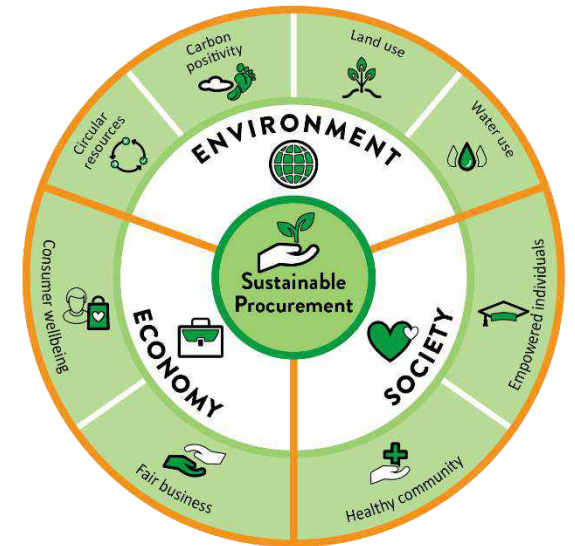 Carbon
positivity
Land use
Water use
Circular
resources
ENVIRONMENT
Sustainable
Procurement
Consumer wellbeing
ECONOMY
SOCIETY
Empowered individuals
Fair business
Healthy community